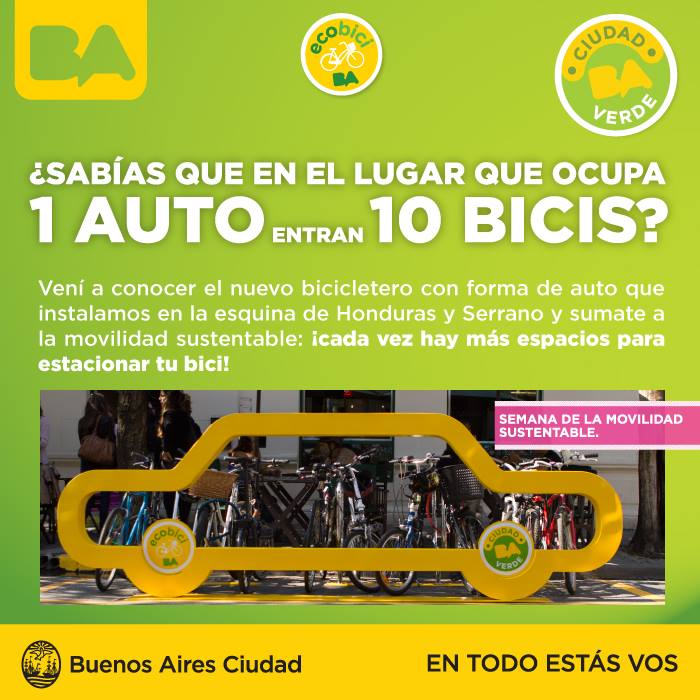 BA
ecobici
BA
CIUDAD
BA
VERDE
¿SABÍAS QUE EN EL LUGAR QUE OCUPA
1 AUTO ENTRAN 10 BICIS?
Vení a conocer el nuevo bicicletero con forma de auto que
instalamos en la esquina de Honduras y Serrano y sumate a
la movilidad sustentable: ¡cada vez hay más espacios para
estacionar tu bici!
SEMANA DE LA MOVILIDAD
SUSTENTABLE.
ecobici
BA
CIUDAD
BA
VERDE
Buenos Aires Ciudad
EN TODO ESTÁS VOS